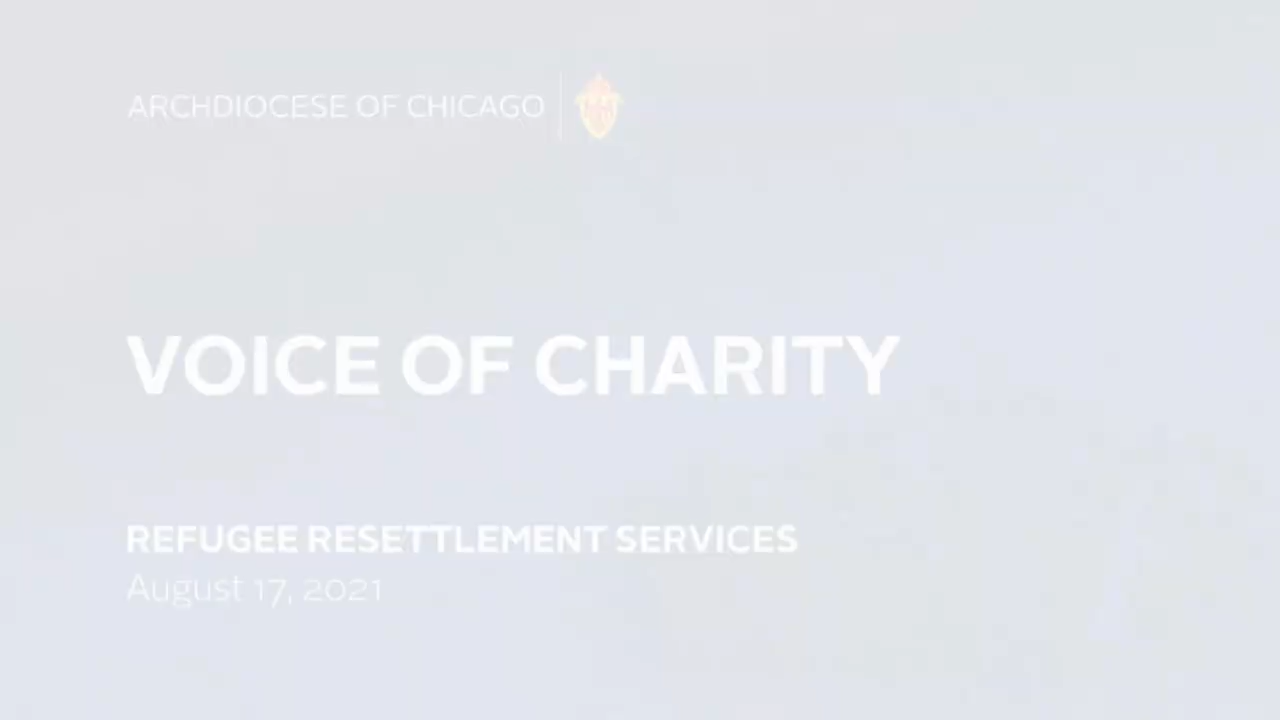 ARCHDIOCESE OF CHICAGO
VOICE OF CHARITY
REFUGEE RESETTLEMENT SERVICES
August 17, 2021